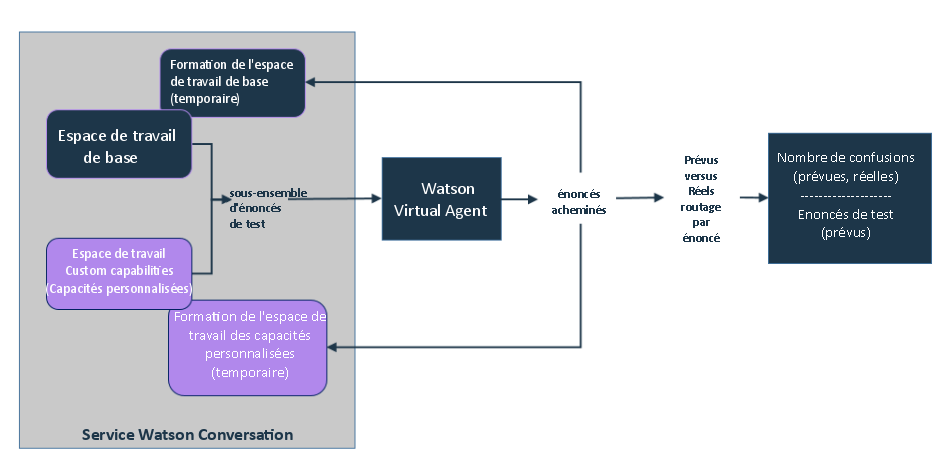 Formation de l'espace
de travail de base
(temporaire)
Espace de travail
de base
sous-ensemble
d'énoncés
de test
Espace de travail
Custom capabilities
(Capacités personnalisées)
Formation de l'espace de
travail des capacités
personnalisées
(temporaire)
Service Watson Conversation
Watson
Virtual Agent
énoncés
acheminés
Prévus
versus
Réels
routage
par
énoncé
Nombre de confusions
(prévues, réelles)
--------------------
Enoncés de test
(prévus)